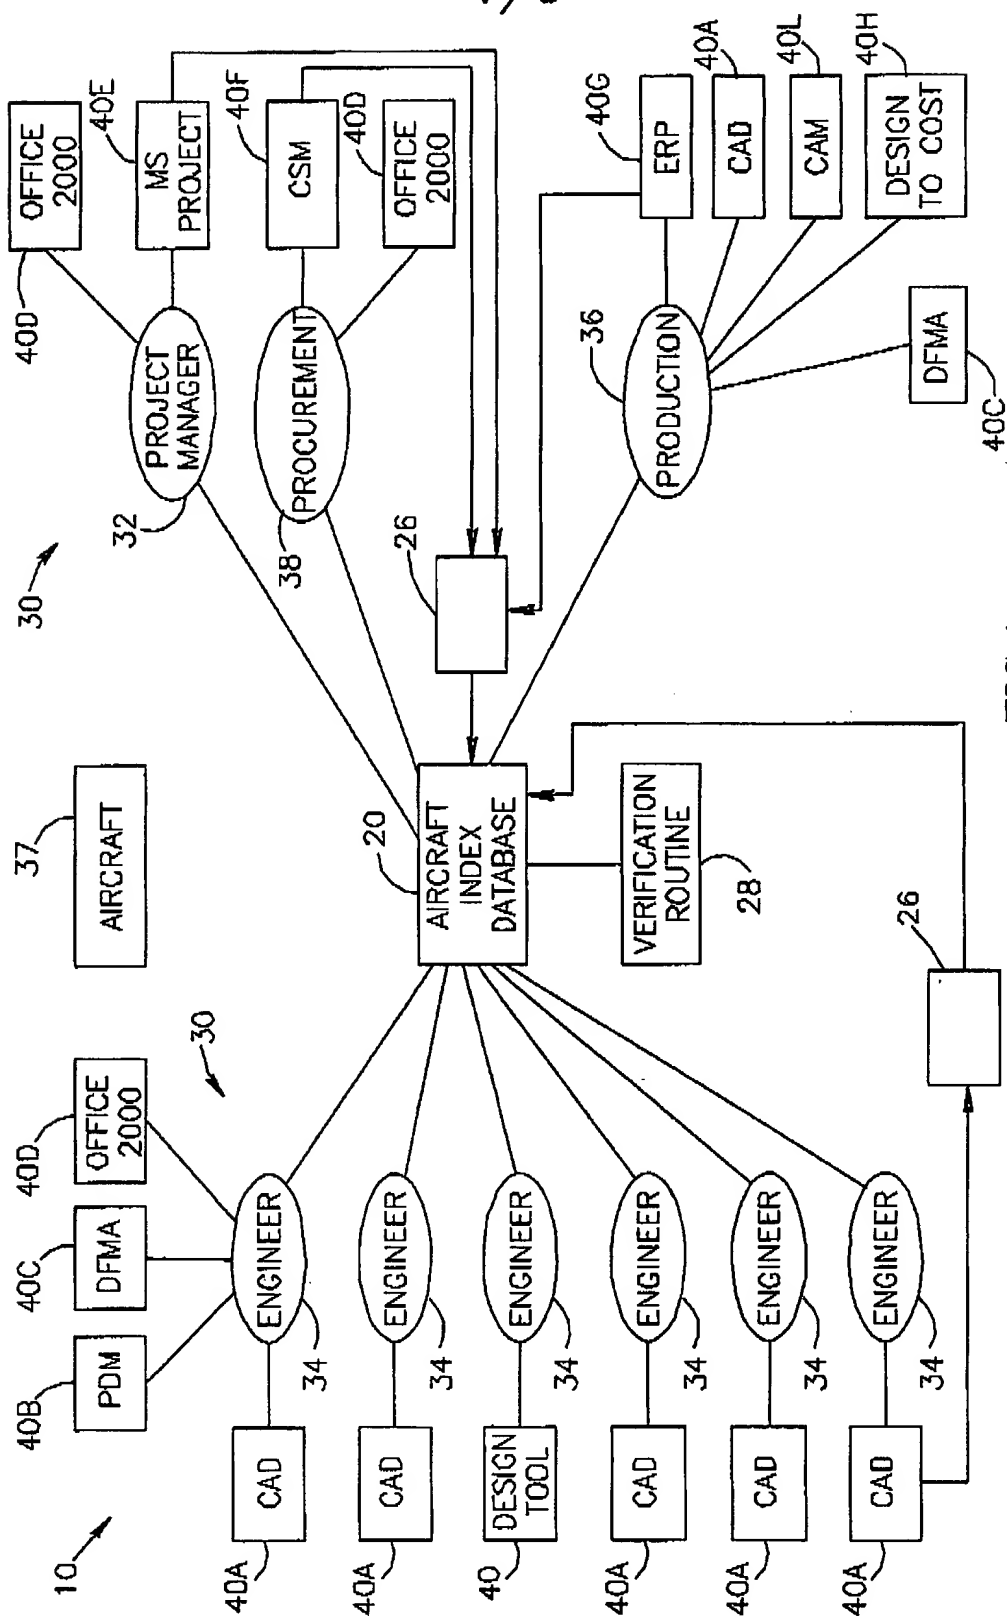 10
30
37
AIRCRAFT
30
40B
PDM
40C
DFMA
40D
OFFICE
2000
40A
CAD
ENGINEER
34
40A
CAD
ENGINEER
34
40
DESIGN
TOOL
ENGINEER
34
40A
CAD
ENGINEER
34
40A
CAD
ENGINEER
34
40A
CAD
ENGINEER
34
26
20
AIRCRAFT
INDEX
DATABASE
VERIFICATION
ROUTINE
28
26
32
PROJECT
MANAGER
40D
OFFICE
2000
40E
MS
PROJECT
38
PROCUREMENT
40F
CSM
40D
OFFICE
2000
36
PRODUCTION
40G
ERP
40A
CAD
40L
CAM
40H
DESIGN
TO COST
DFMA
40C